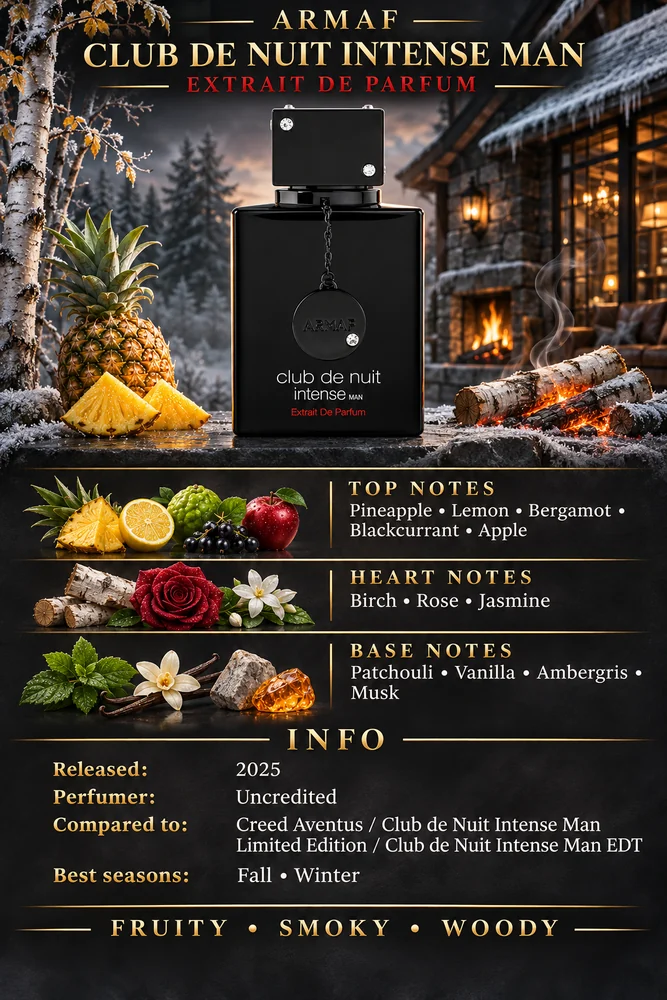 ARMAF
CLUB DE NUIT INTENSE MAN
EXTRAIT DE PARFUM
ARMAF
club de nuit
intense MAN
Extrait De Parfum
TOP NOTES
Pineapple • Lemon • Bergamot •
Blackcurrant • Apple
HEART NOTES
Birch • Rose • Jasmine
BASE NOTES
Patchouli • Vanilla • Ambergris •
Musk
INFO
Released: 2025
Perfumer: Uncredited
Compared to: Creed Aventus / Club de Nuit Intense Man
Limited Edition / Club de Nuit Intense Man EDT
Best seasons: Fall • Winter
FRUITY • SMOKY • WOODY